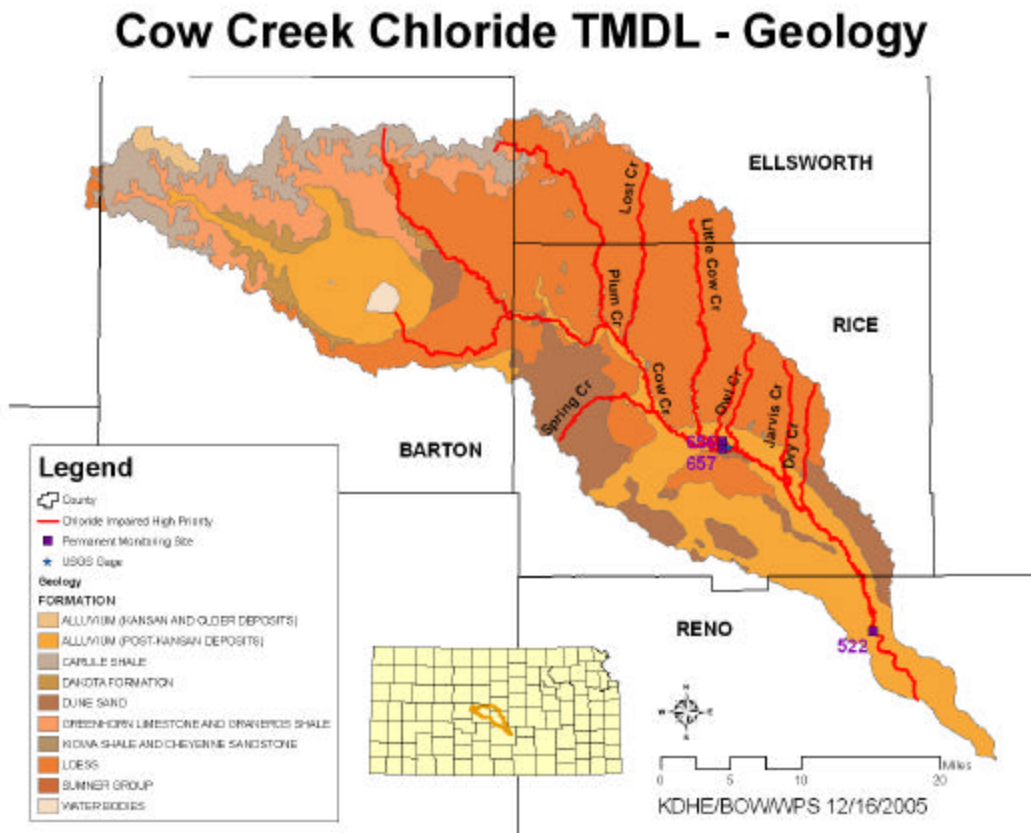 Cow Creek Chloride TMDL - Geology
ELLSWORTH
Lost Cr
Little Cow Cr
Plum Cr
RICE
Cow Cr
Owl Cr
Spring Cr
Jarvis Cr
Dry Cr
BARTON
657
Legend
County
Chloride Impaired High Priority
Permanent Monitoring Site
USGS Gage
Geology
FORMATION
ALLUVIUM (KANSAN AND OLDER DEPOSITS)
ALLUVIUM (POST-KANSAN DEPOSITS)
CARLILE SHALE
DAKOTA FORMATION
DUNE SAND
GREENHORN LIMESTONE AND GRANEROS SHALE
KIOWA SHALE AND CHEYENNE SANDSTONE
LOESS
SUMNER GROUP
WATER BODIES
RENO
522
N
W E
S
Miles
0 5 10 20
KDHE/BOW/WPS 12/16/2005